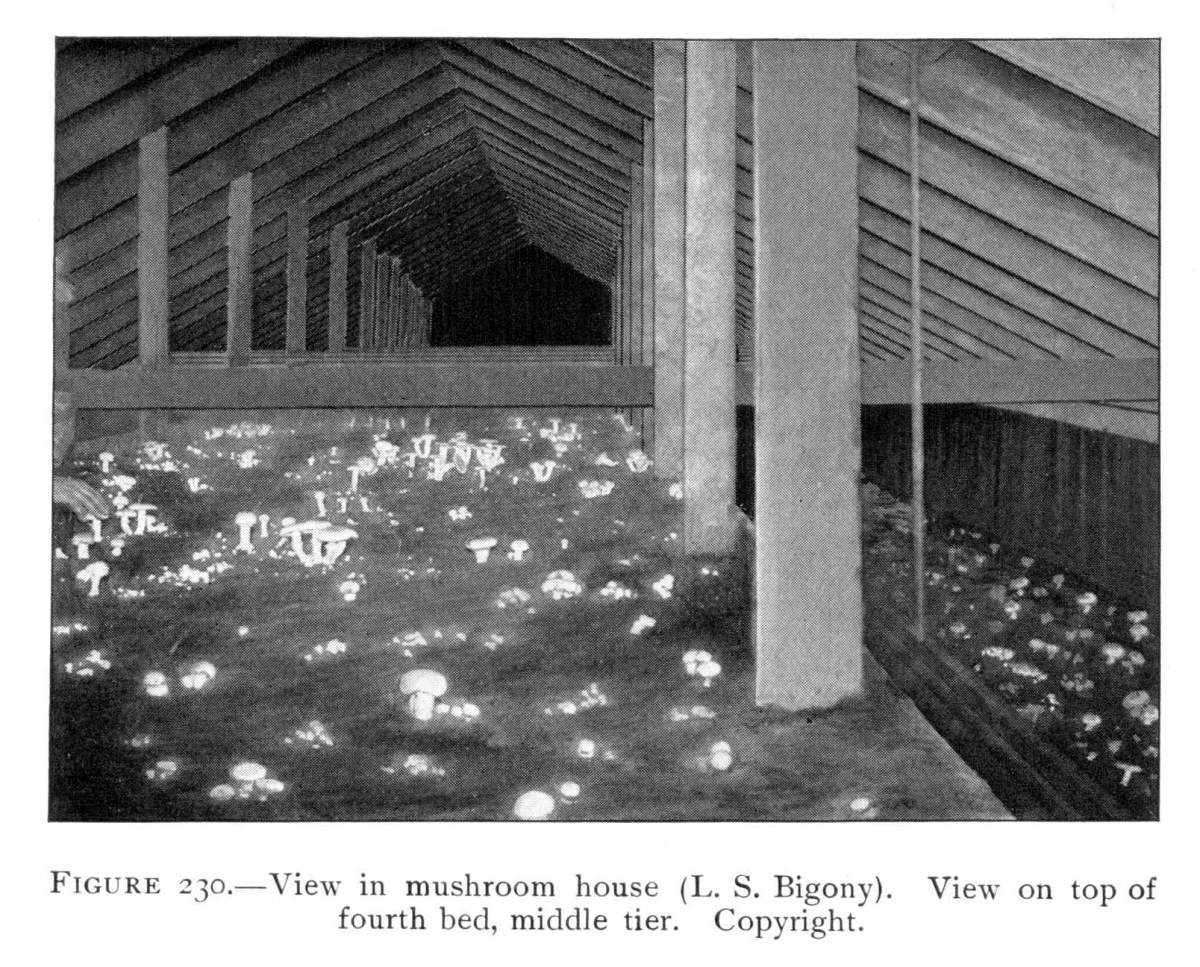 FIGURE 230.—View in mushroom house (L. S. Bigony). View on top of
fourth bed, middle tier. Copyright.